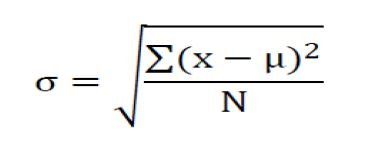 σ = √(∑(x − μ)² / N)